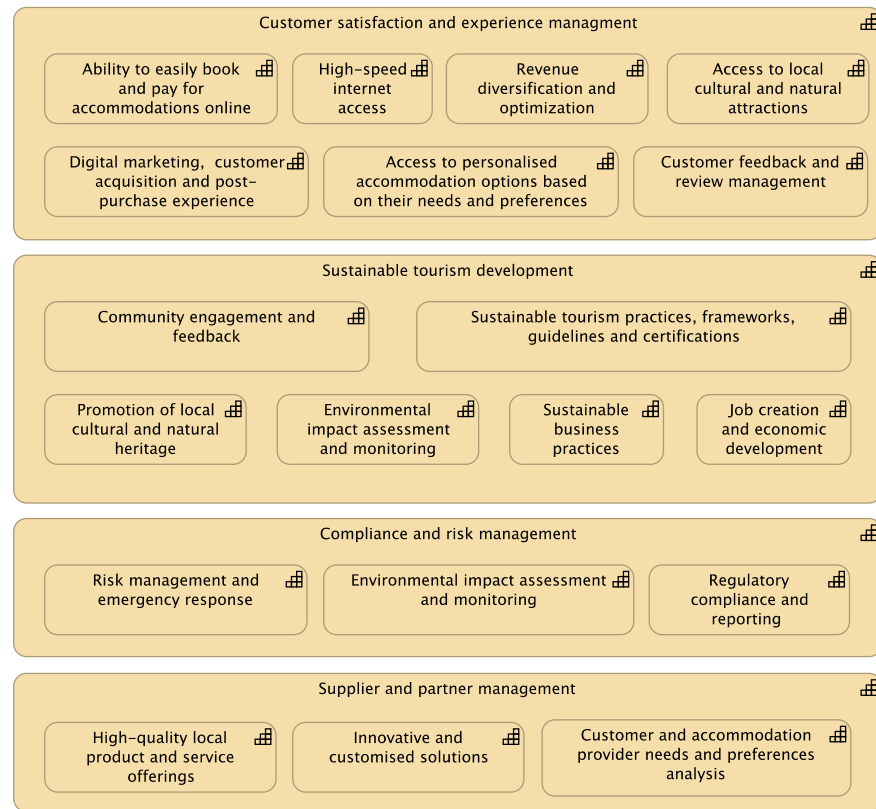 Customer satisfaction and experience managment
Ability to easily book
and pay for
accommodations online
High-speed
internet
access
Revenue
diversification and
optimization
Access to local
cultural and natural
attractions
Digital marketing,  customer
acquisition and post-
purchase experience
Access to personalised
accommodation options based
on their needs and preferences
Customer feedback and
review management
Sustainable tourism development
Community engagement and
feedback
Sustainable tourism practices, frameworks,
guidelines and certifications
Promotion of local
cultural and natural
heritage
Environmental
impact assessment
and monitoring
Sustainable
business
practices
Job creation
and economic
development
Compliance and risk management
Risk management and
emergency response
Environmental impact assessment
and monitoring
Regulatory
compliance and
reporting
Supplier and partner management
High-quality local
product and service
offerings
Innovative and
customised solutions
Customer and accommodation
provider needs and preferences
analysis